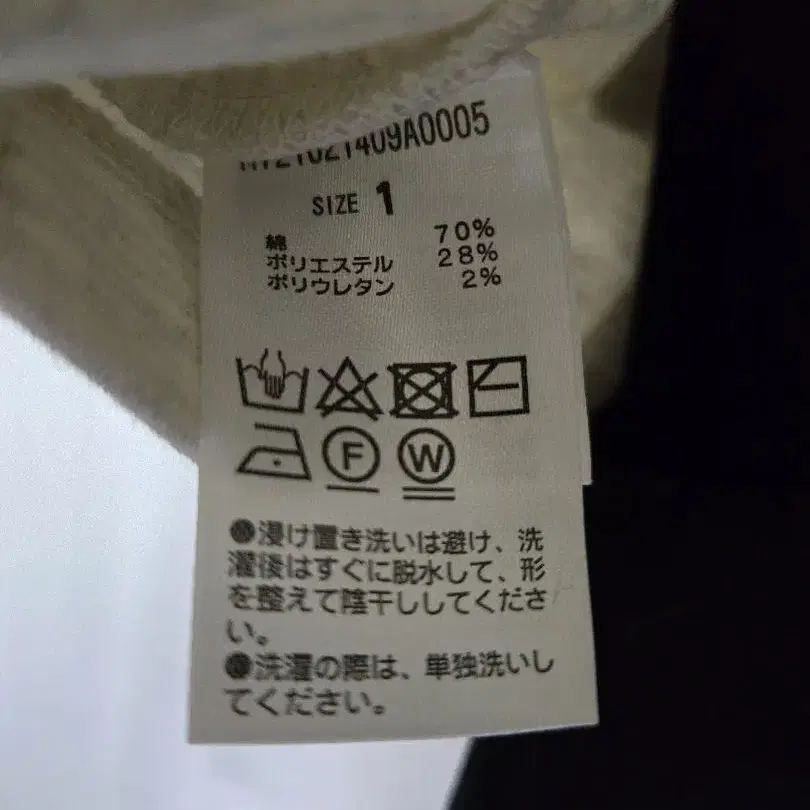 SIZE 1
綿 70%
ポリエステル 28%
ポリウレタン 2%
F W
●浸け置き洗いは避け、洗
濯後はすぐに脱水して、形
を整えて陰干ししてくださ
い。
●洗濯の際は、単独洗いし
てください。